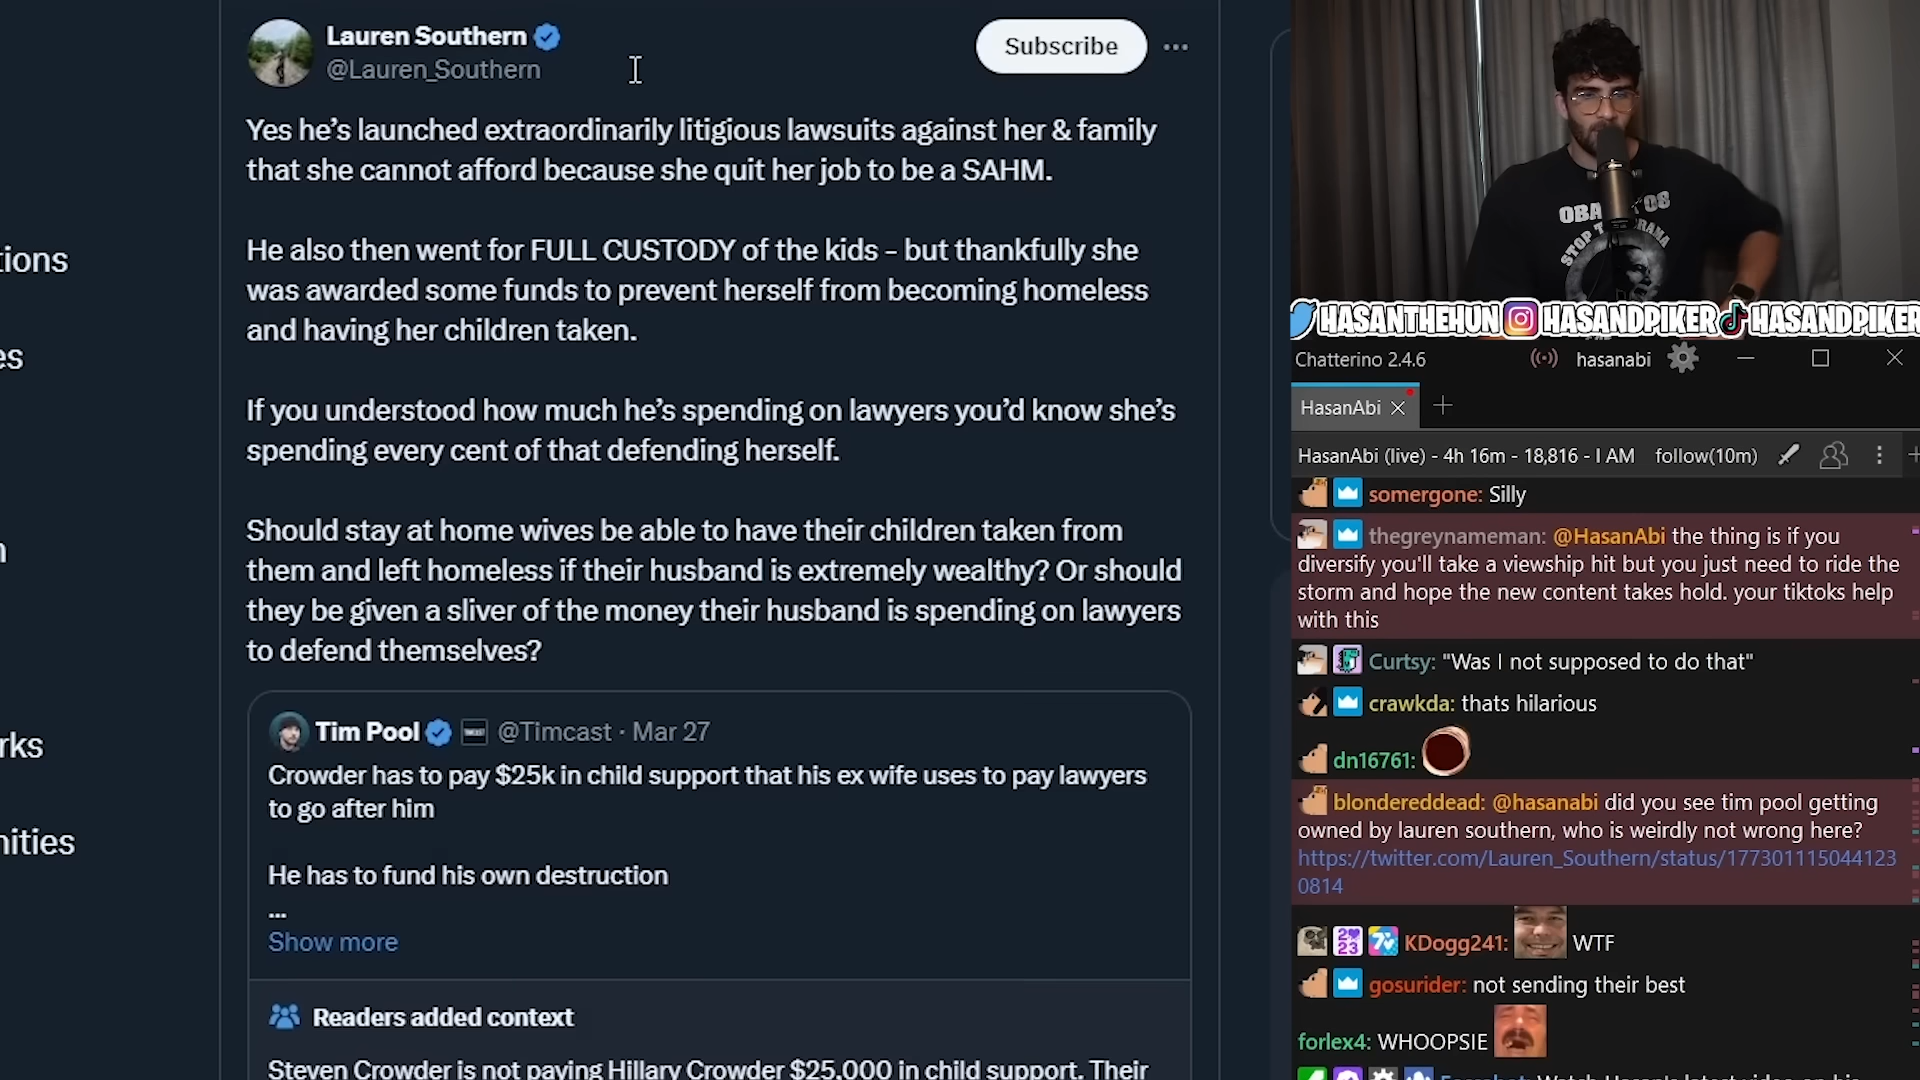 Lauren Southern
@Lauren_Southern
Subscribe
Yes he's launched extraordinarily litigious lawsuits against her & family
that she cannot afford because she quit her job to be a SAHM.
He also then went for FULL CUSTODY of the kids – but thankfully she
was awarded some funds to prevent herself from becoming homeless
and having her children taken.
If you understood how much he's spending on lawyers you'd know she's
spending every cent of that defending herself.
Should stay at home wives be able to have their children taken from
them and left homeless if their husband is extremely wealthy? Or should
they be given a sliver of the money their husband is spending on lawyers
to defend themselves?
Tim Pool @Timcast · Mar 27
Crowder has to pay $25k in child support that his ex wife uses to pay lawyers
to go after him
He has to fund his own destruction
...
Show more
Readers added context
Steven Crowder is not paying Hillary Crowder $25,000 in child support. Their
tions
es
rks
nities
HASANTHEHUN HASANDPIKER HASANDPIKER
Chatterino 2.4.6 hasanabi
HasanAbi
HasanAbi (live) - 4h 16m - 18,816 - I AM follow(10m)
somergone: Silly
thegreynameman: @HasanAbi the thing is if you
diversify you'll take a viewship hit but you just need to ride the
storm and hope the new content takes hold. your tiktoks help
with this
Curtsy: "Was I not supposed to do that"
crawkda: thats hilarious
dn16761:
blondereddead: @hasanabi did you see tim pool getting
owned by lauren southern, who is weirdly not wrong here?
https://twitter.com/Lauren_Southern/status/177301115044123
0814
KDogg241: WTF
gosurider: not sending their best
forlex4: WHOOPSIE